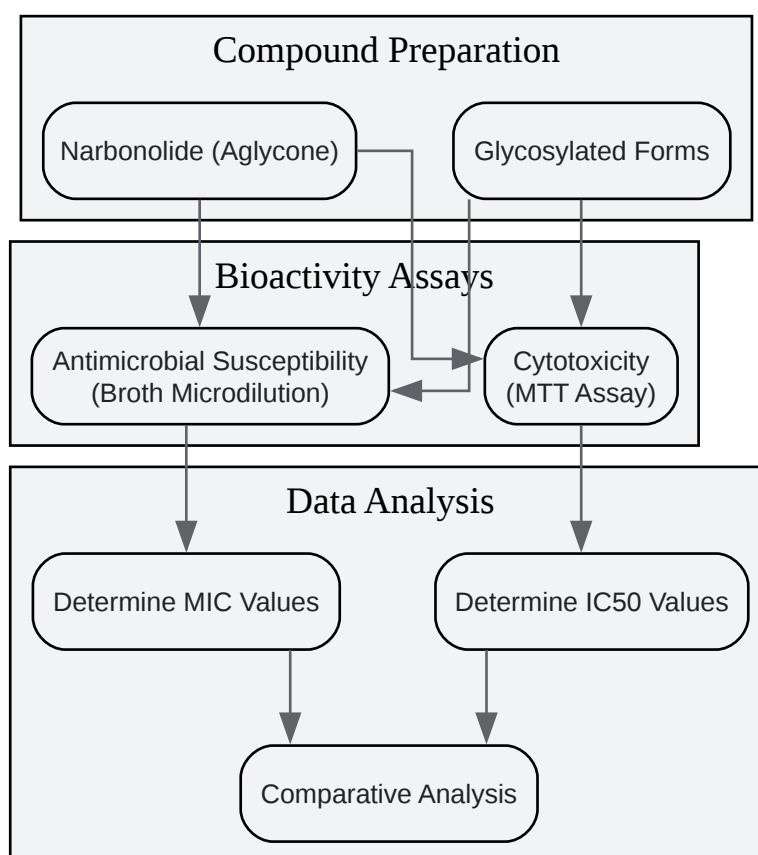 Compound Preparation
Narbonolide (Aglycone)
Glycosylated Forms
Bioactivity Assays
Antimicrobial Susceptibility
(Broth Microdilution)
Cytotoxicity
(MTT Assay)
Data Analysis
Determine MIC Values
Determine IC50 Values
Comparative Analysis